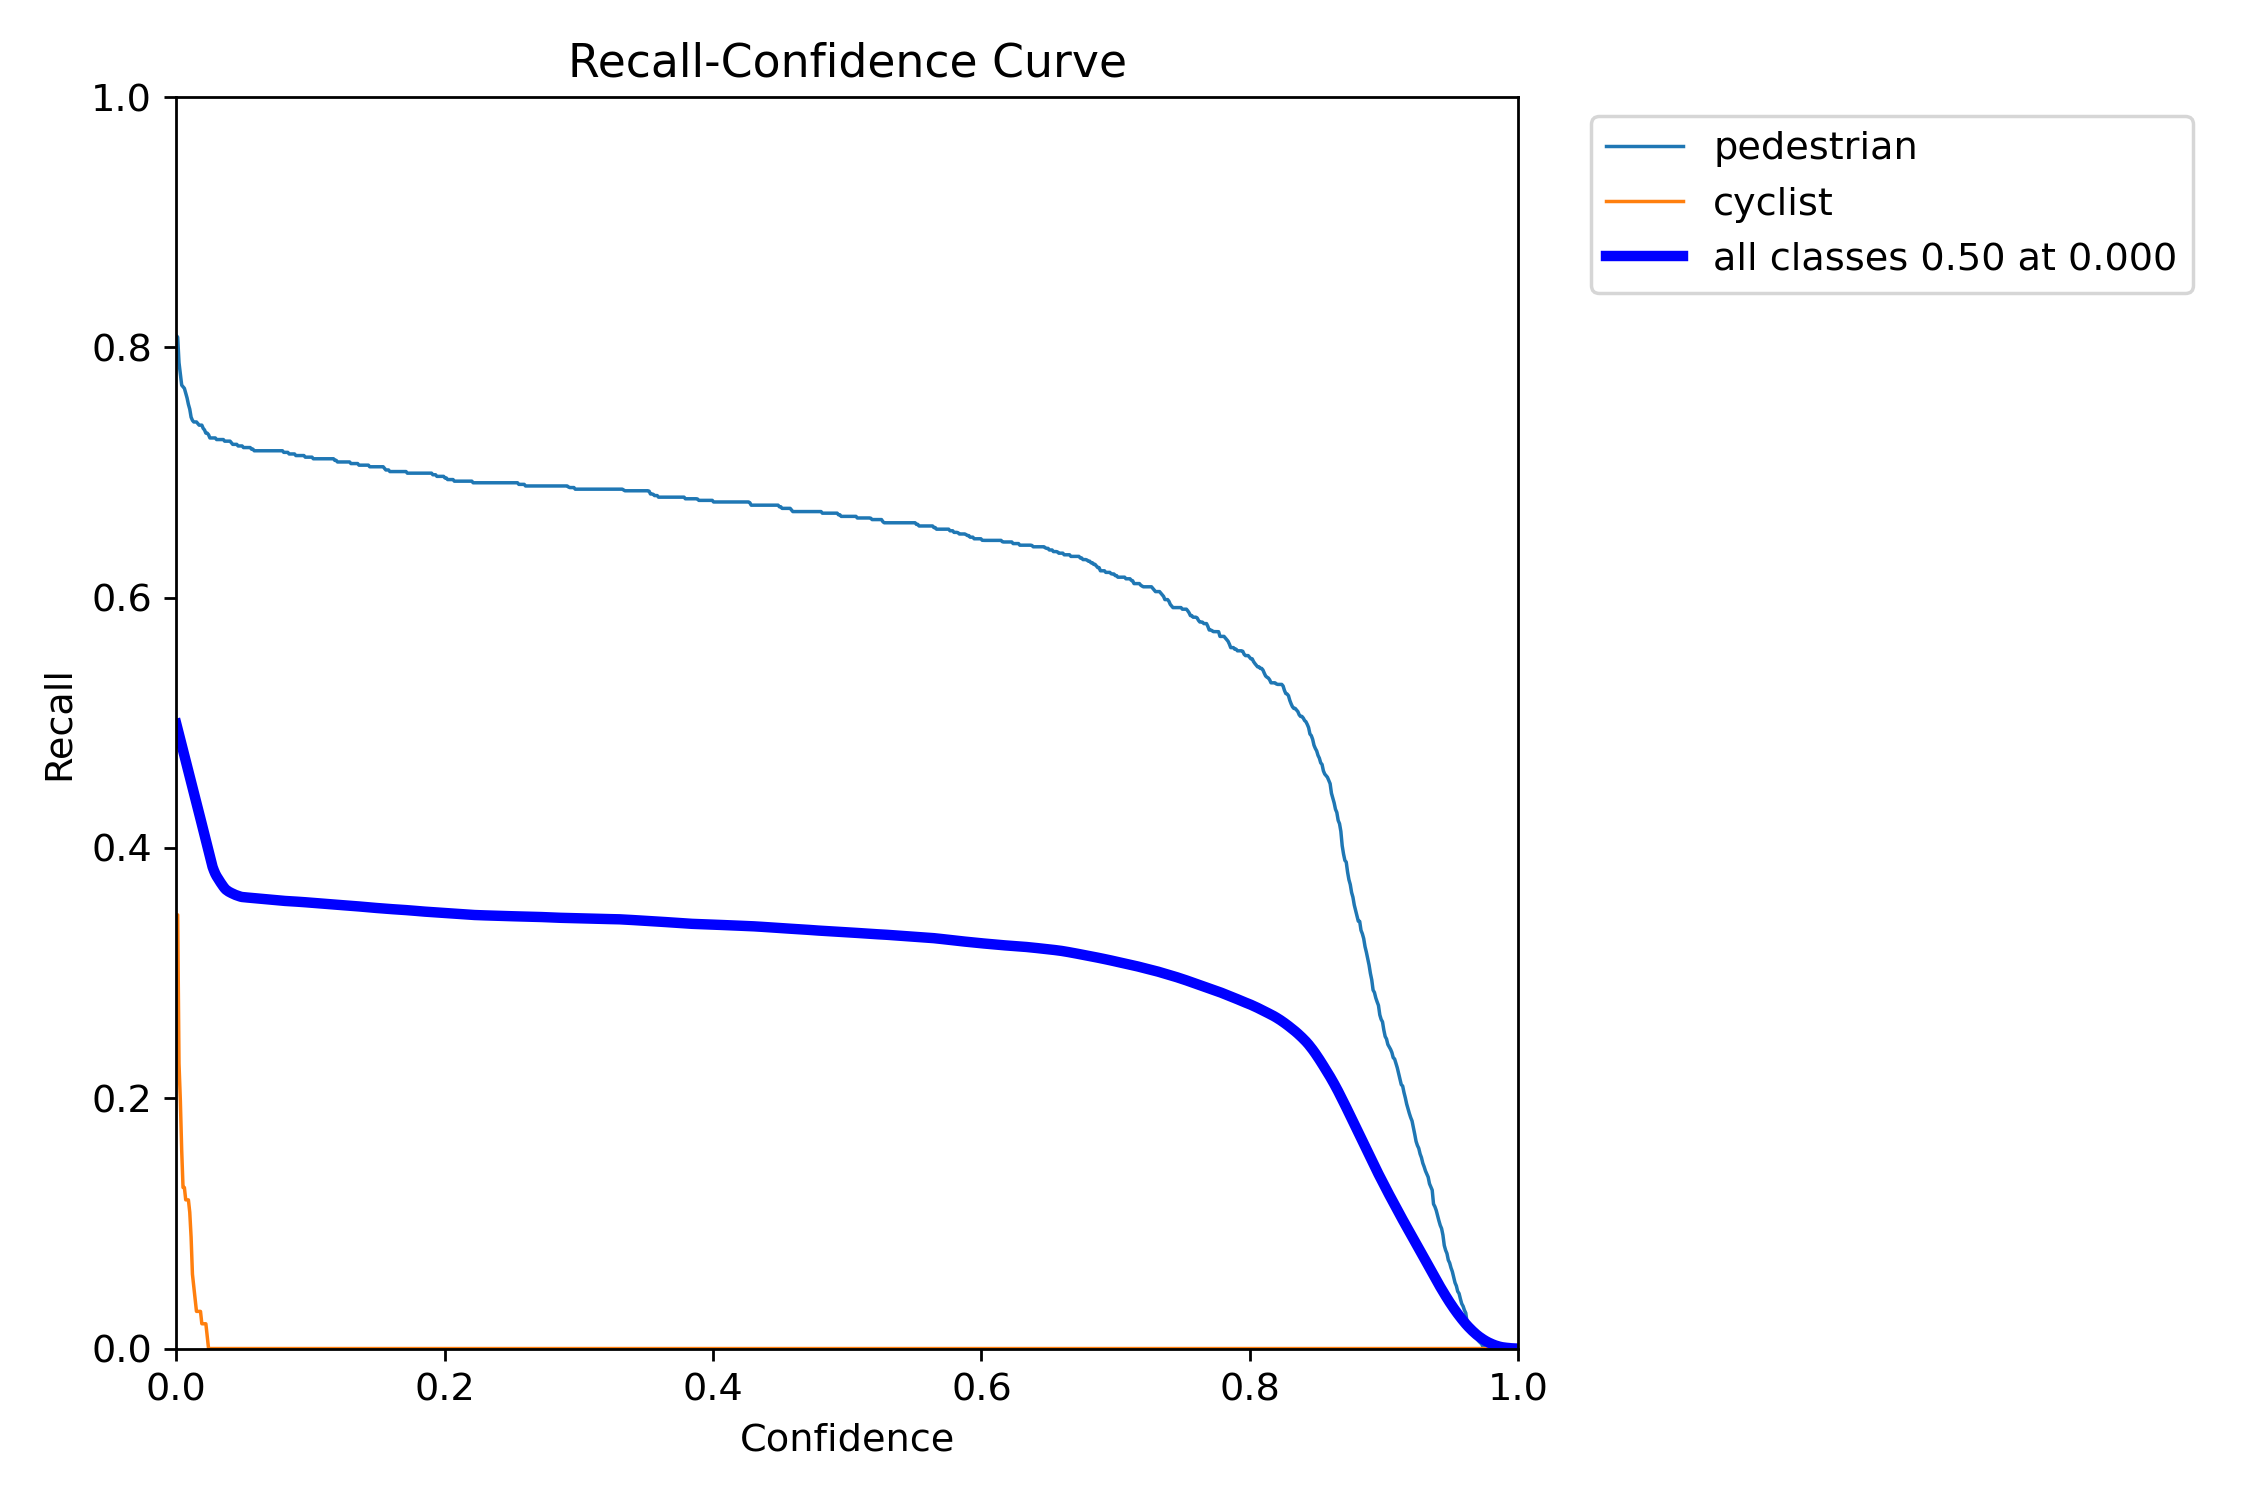 Recall-Confidence Curve
1.0
0.8
0.6
0.4
0.2
0.0
Recall
0.0 0.2 0.4 0.6 0.8 1.0
Confidence
pedestrian
cyclist
all classes 0.50 at 0.000